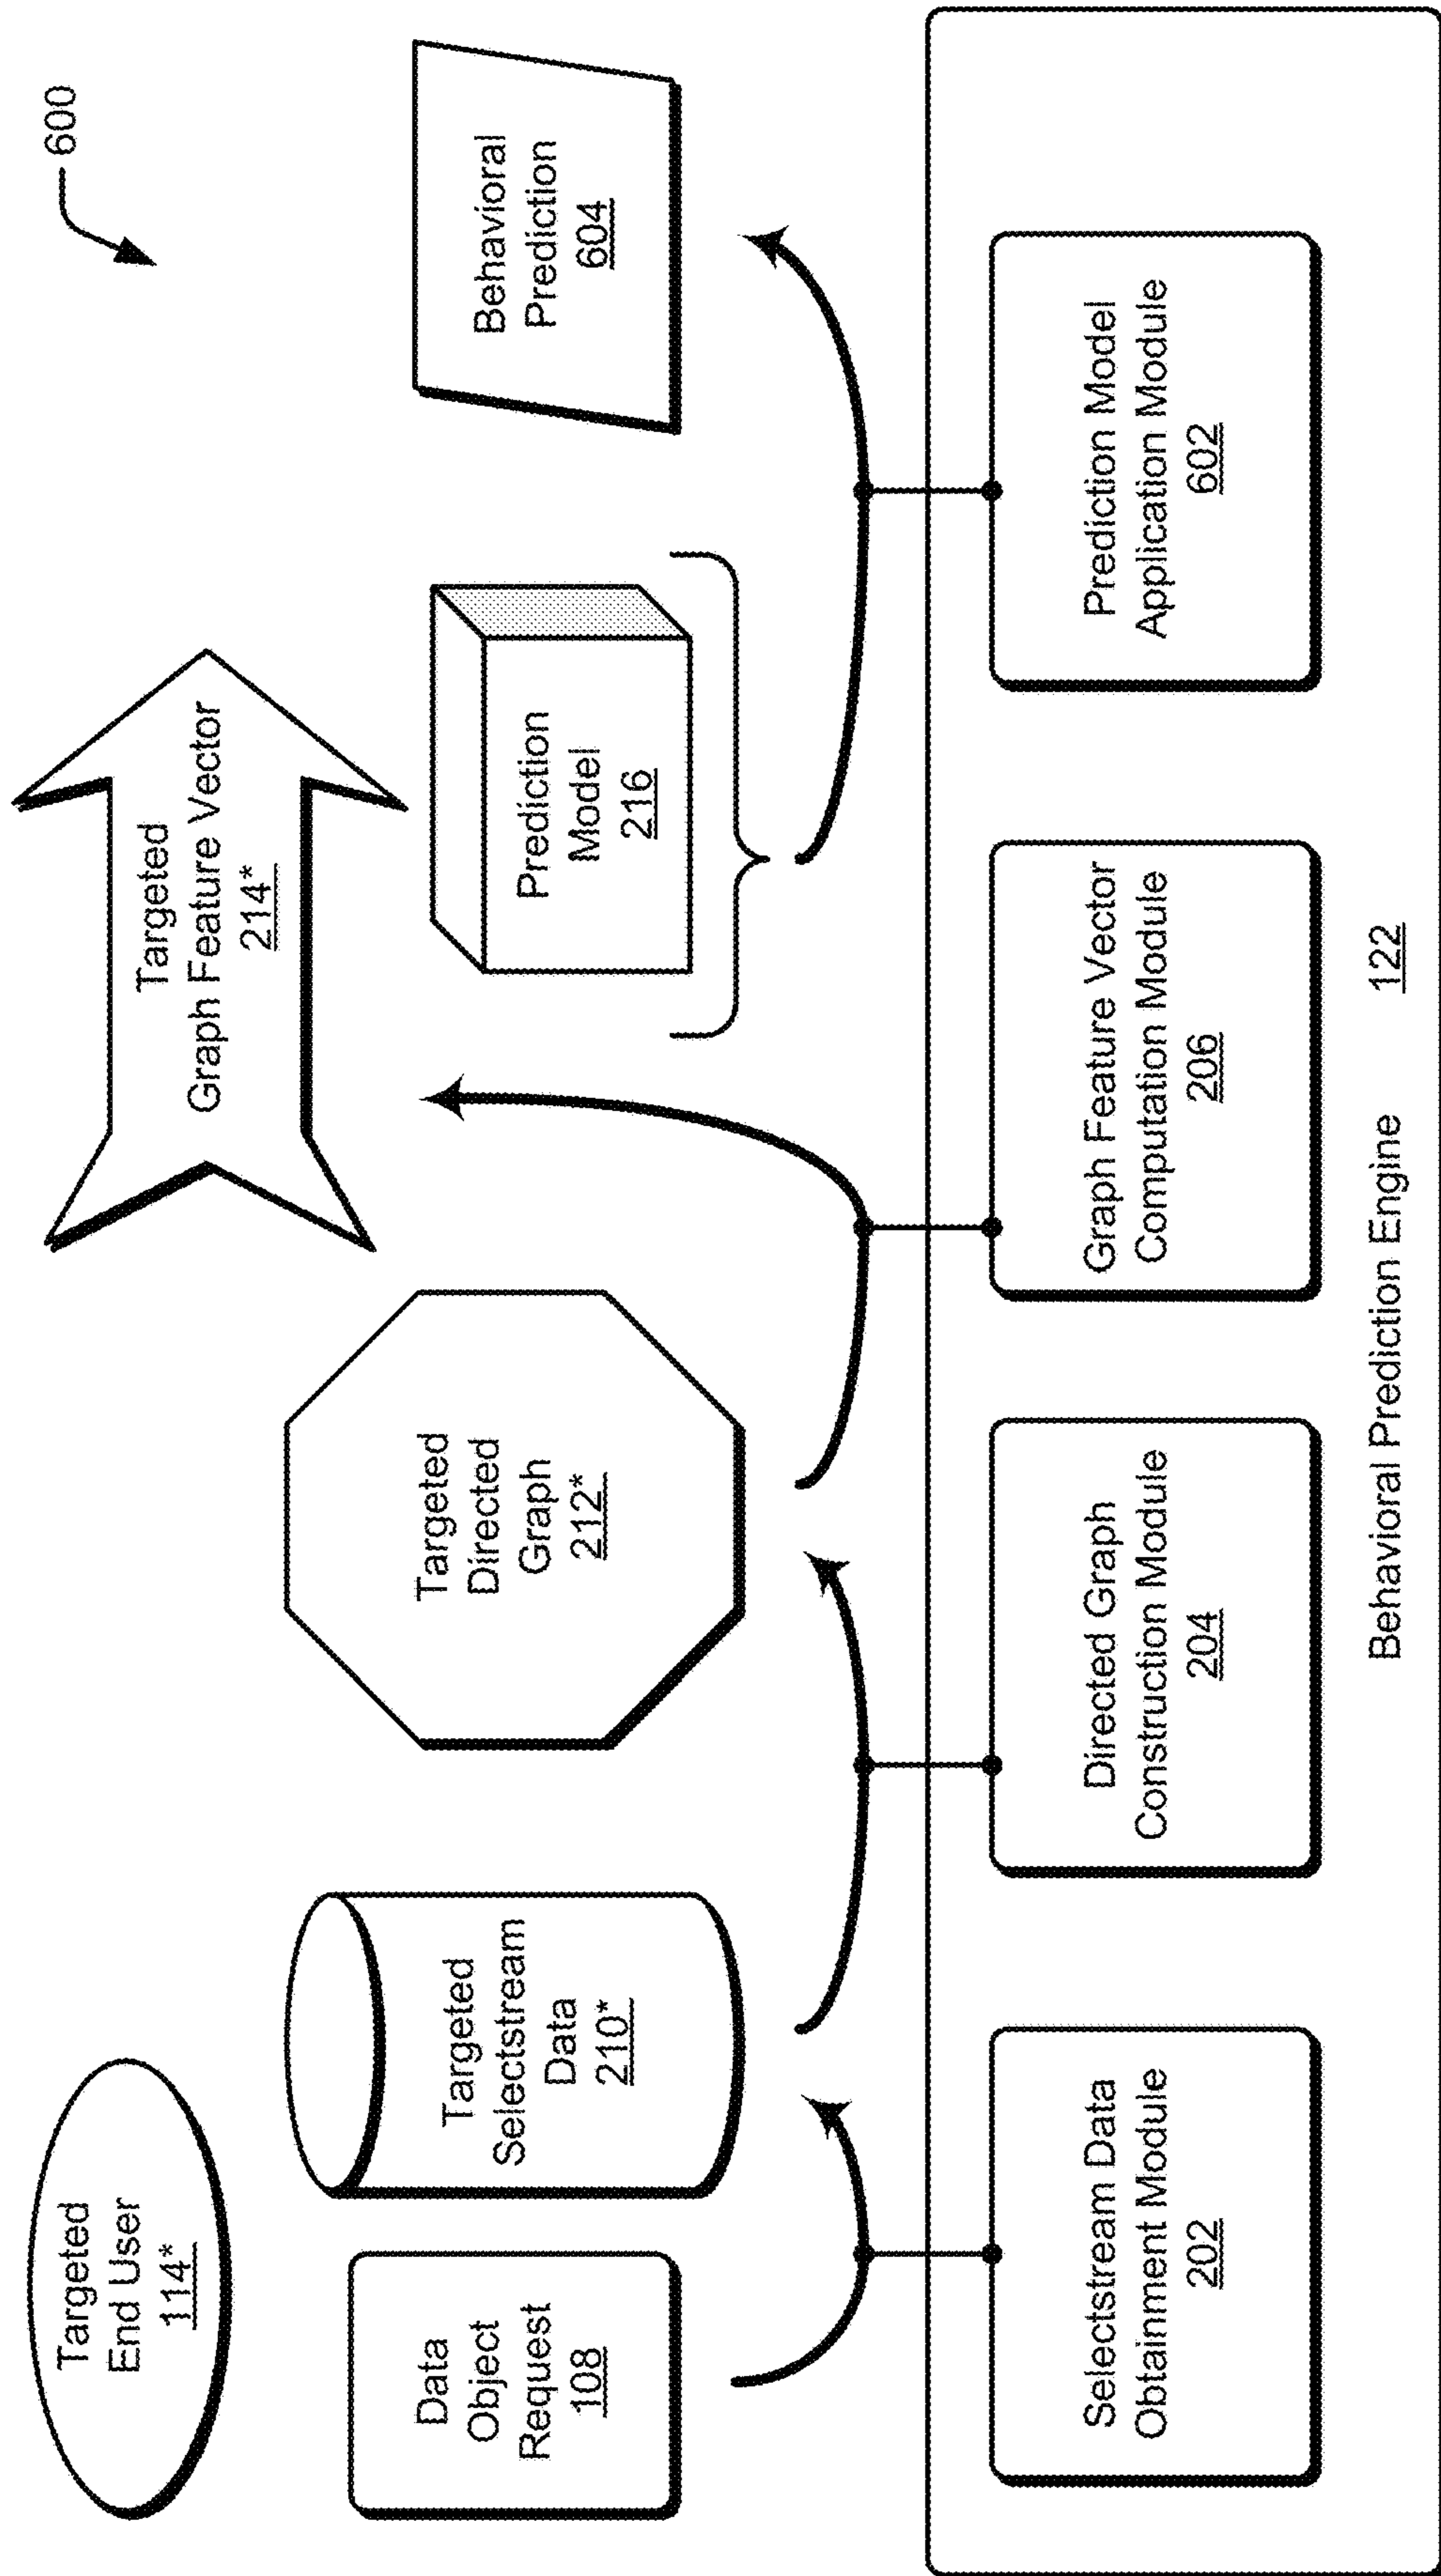 600
Targeted
End User
114*
Data
Object
Request
108
Targeted
Selectstream
Data
210*
Targeted
Directed
Graph
212*
Targeted
Graph Feature Vector
214*
Prediction
Model
216
Behavioral
Prediction
604
Selectstream Data
Obtainment Module
202
Directed Graph
Construction Module
204
Graph Feature Vector
Computation Module
206
Prediction Model
Application Module
602
Behavioral Prediction Engine 122